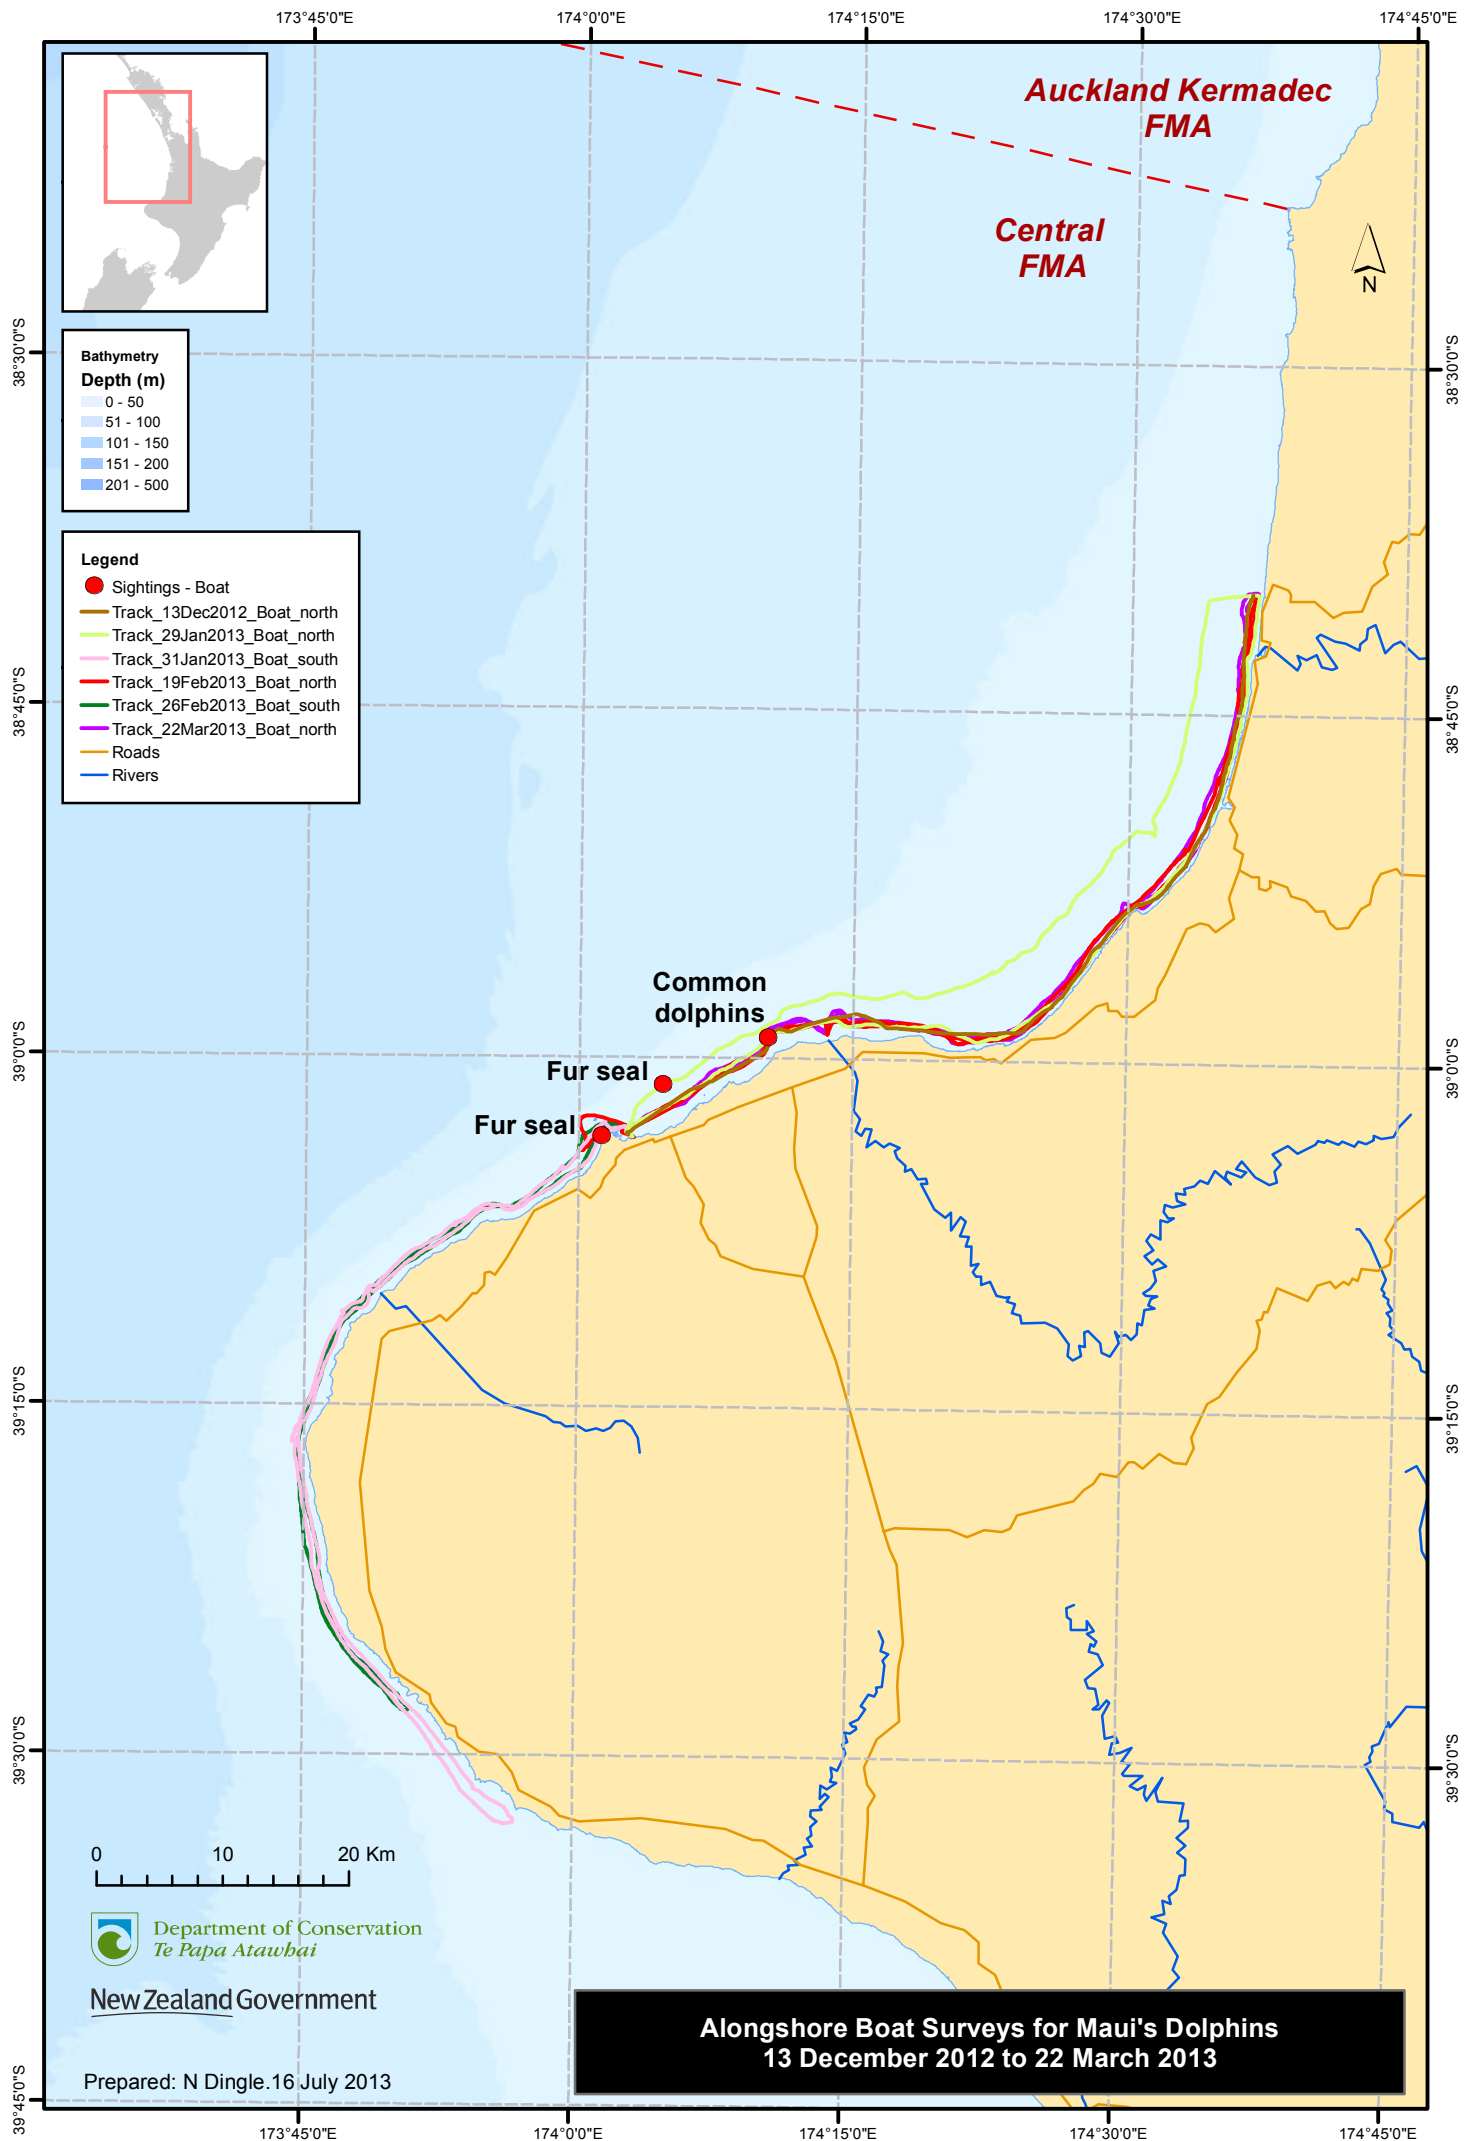 173°45'0"E
174°0'0"E
174°15'0"E
174°30'0"E
174°45'0"E
Auckland Kermadec
FMA
Central
FMA
N
38°30'0"S
38°30'0"S
Bathymetry
Depth (m)
0 - 50
51 - 100
101 - 150
151 - 200
201 - 500
Legend
Sightings - Boat
Track_13Dec2012_Boat_north
Track_29Jan2013_Boat_north
Track_31Jan2013_Boat_south
Track_19Feb2013_Boat_north
Track_26Feb2013_Boat_south
Track_22Mar2013_Boat_north
Roads
Rivers
38°45'0"S
38°45'0"S
Common
dolphins
Fur seal
Fur seal
39°0'0"S
39°0'0"S
39°15'0"S
39°15'0"S
39°30'0"S
39°30'0"S
0 10 20 Km
Department of Conservation
Te Papa Atawhai
New Zealand Government
Alongshore Boat Surveys for Maui's Dolphins
13 December 2012 to 22 March 2013
Prepared: N Dingle.16 July 2013
39°45'0"S
173°45'0"E
174°0'0"E
174°15'0"E
174°30'0"E
174°45'0"E